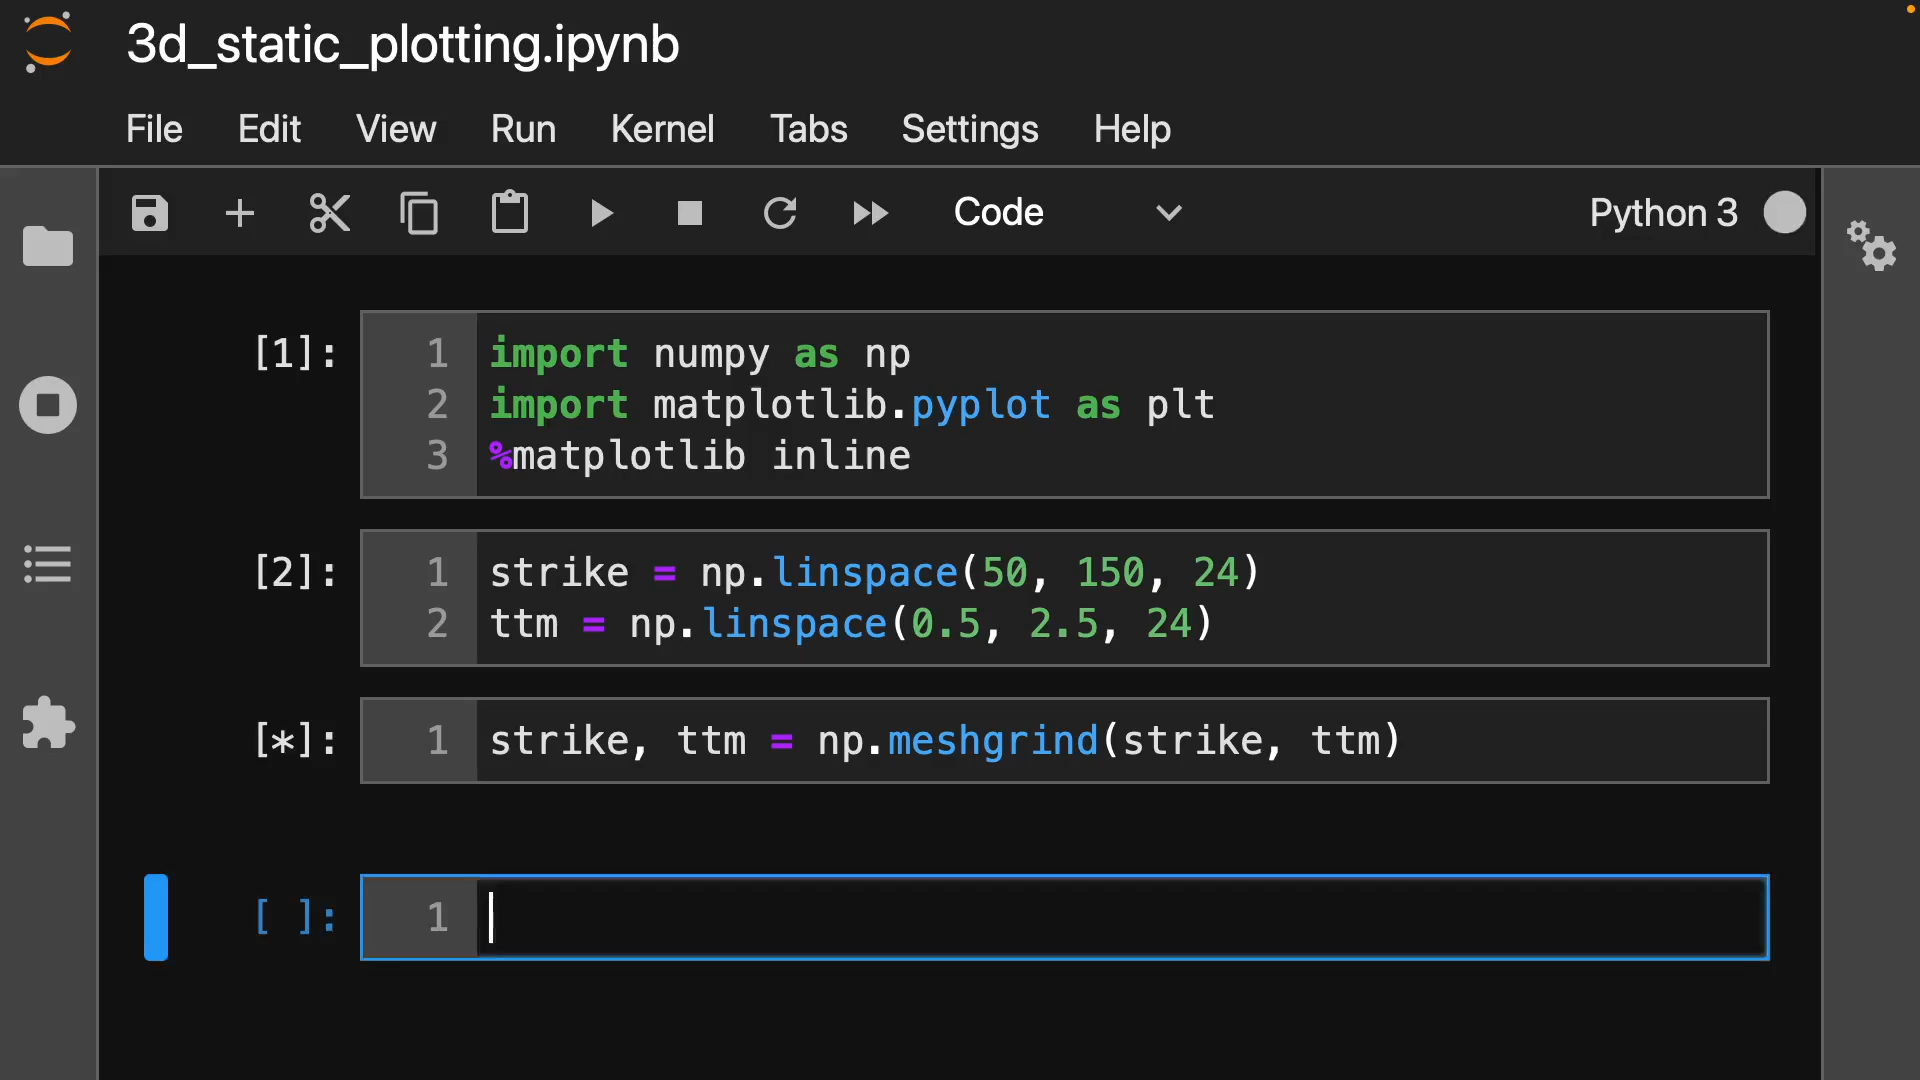 3d_static_plotting.ipynb
File Edit View Run Kernel Tabs Settings Help
Code Python 3
[1]: 1 import numpy as np
2 import matplotlib.pyplot as plt
3 %matplotlib inline
[2]: 1 strike = np.linspace(50, 150, 24)
2 ttm = np.linspace(0.5, 2.5, 24)
[*]: 1 strike, ttm = np.meshgrind(strike, ttm)
[ ]: 1